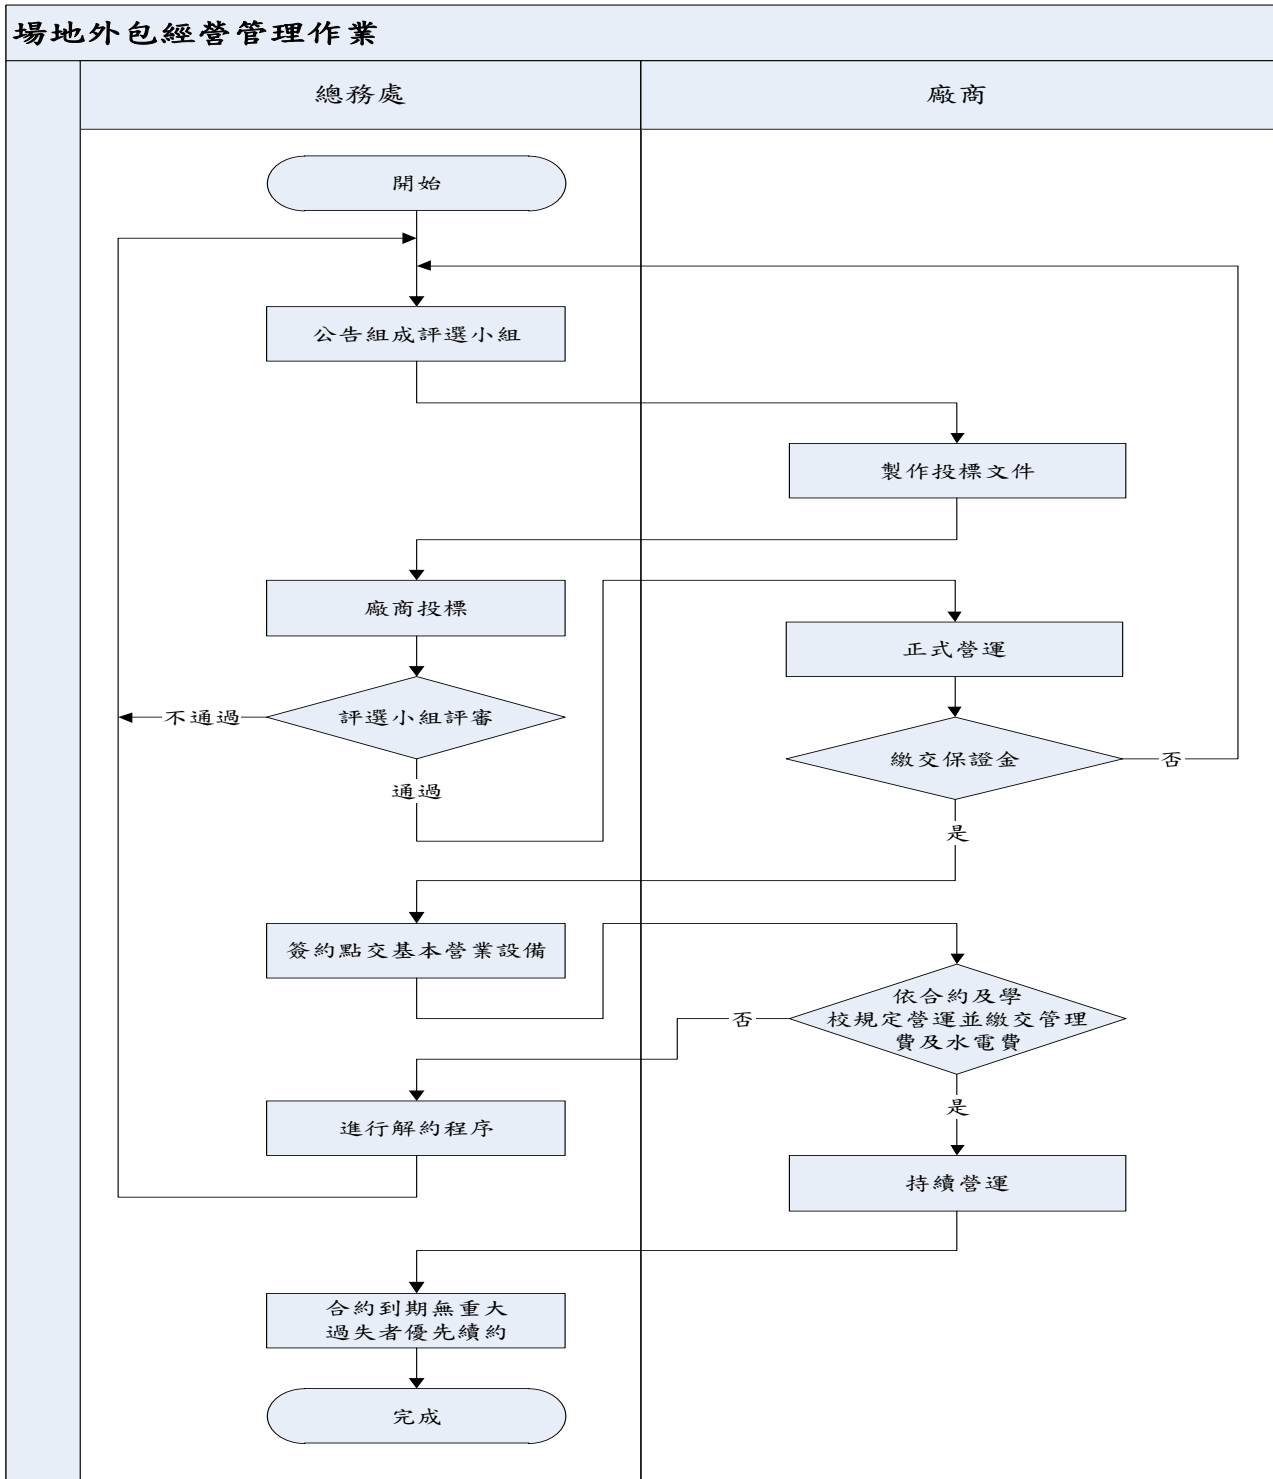 場地外包經營管理作業
總務處
廠商
開始
公告組成評選小組
製作投標文件
廠商投標
正式營運
不通過
評選小組評審
繳交保證金
否
通過
是
簽約點交基本營業設備
依合約及學
校規定營運並繳交管理
費及水電費
否
是
進行解約程序
持續營運
合約到期無重大
過失者優先續約
完成